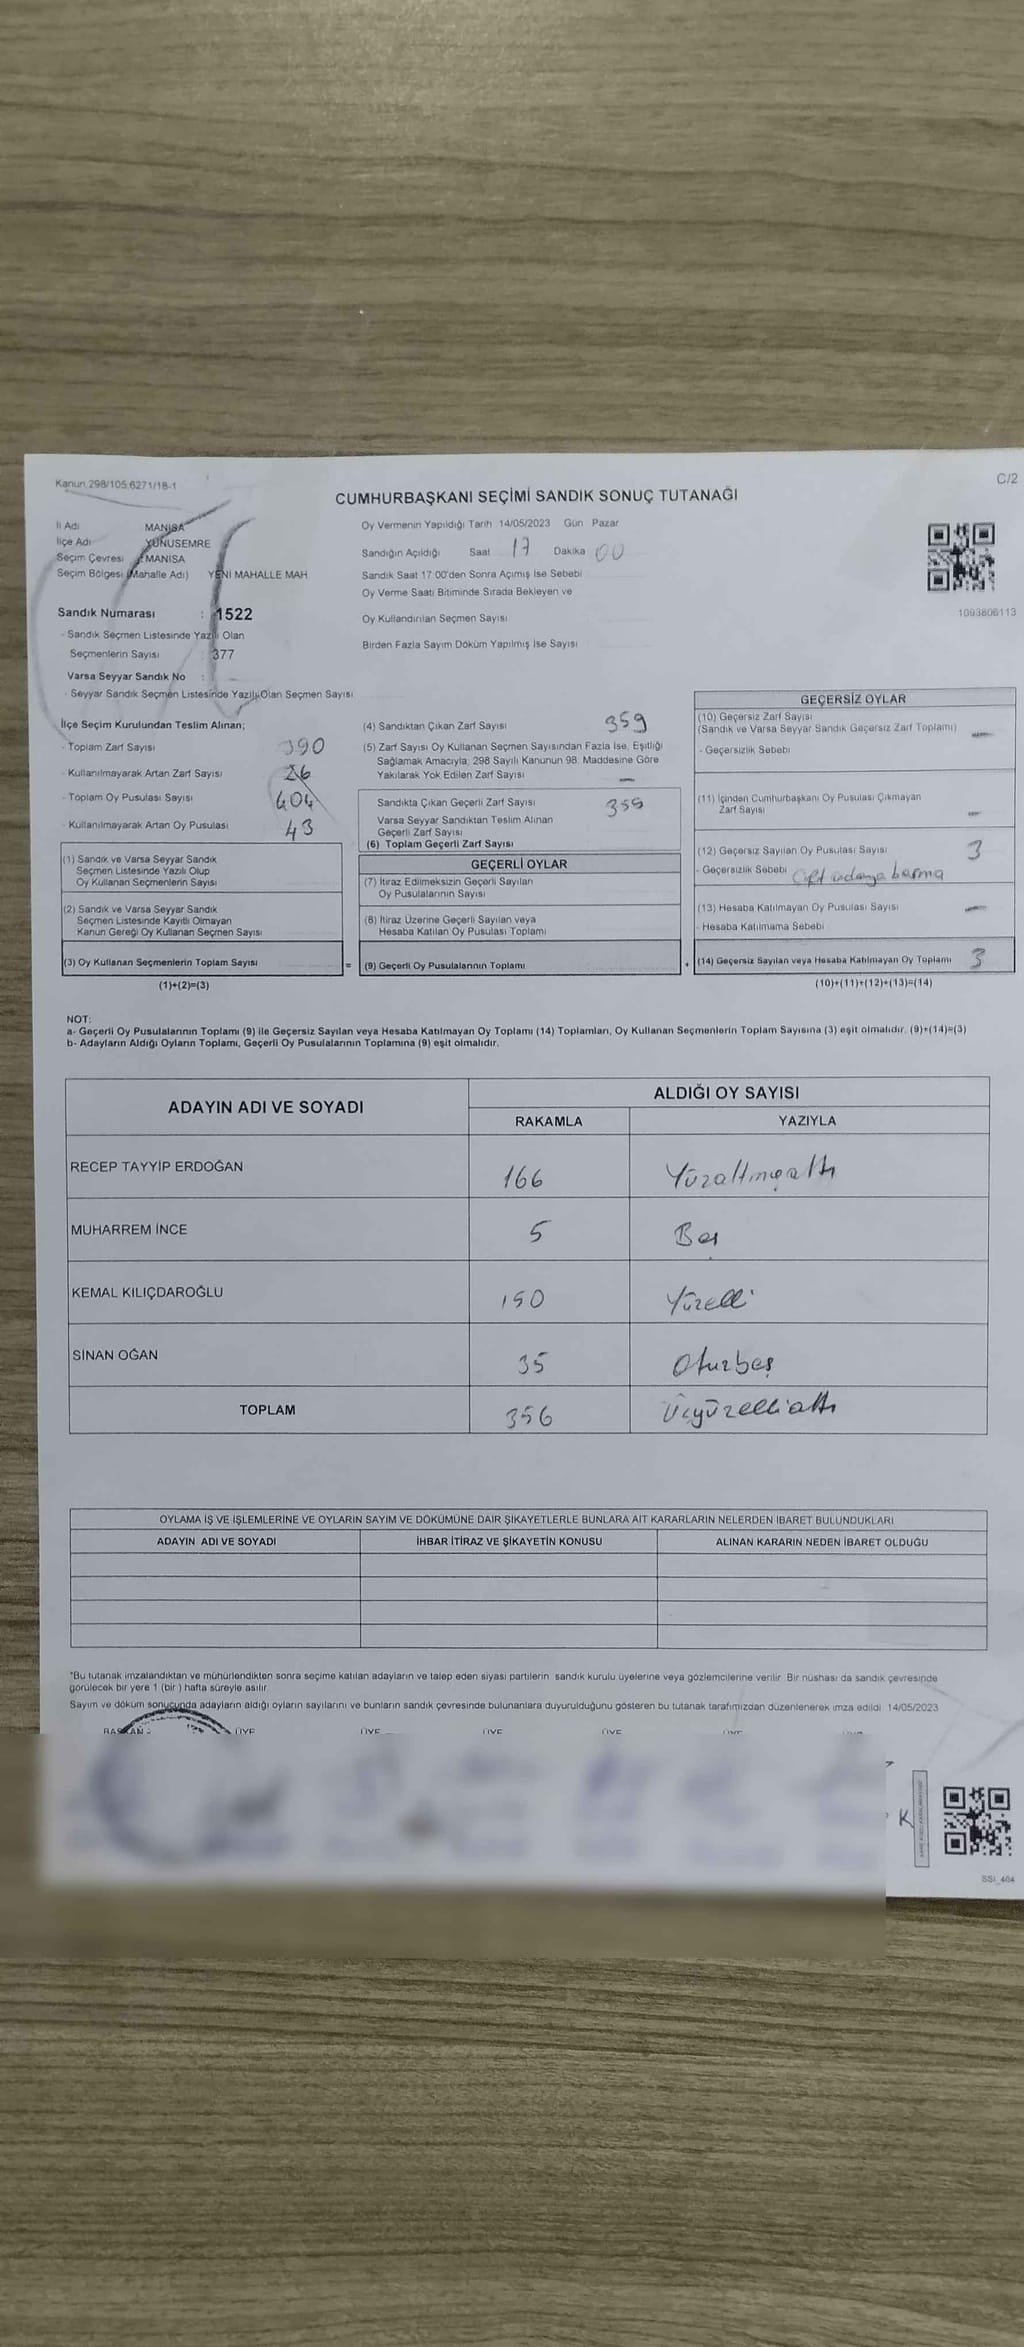 Kanun.298/105.6271/18-1
C/2
CUMHURBAŞKANI SEÇİMİ SANDIK SONUÇ TUTANAĞI
İl Adı MANİSA
İlçe Adı YUNUSEMRE
Seçim Çevresi : MANİSA
Seçim Bölgesi (Mahalle Adı) YENİ MAHALLE MAH
Sandık Numarası : 1522
- Sandık Seçmen Listesinde Yazılı Olan
Seçmenlerin Sayısı : 377
Varsa Seyyar Sandık No :
- Seyyar Sandık Seçmen Listesinde Yazılı Olan Seçmen Sayısı
Oy Vermenin Yapıldığı Tarih 14/05/2023 Gün Pazar
Sandığın Açıldığı Saat 17 Dakika 00
Sandık Saat 17 00'den Sonra Açımış İse Sebebi
Oy Verme Saati Bitiminde Sırada Bekleyen ve
Oy Kullandırılan Seçmen Sayısı
Birden Fazla Sayım Döküm Yapılmış İse Sayısı
1093806113
İlçe Seçim Kurulundan Teslim Alınan;
- Toplam Zarf Sayısı 390
- Kullanılmayarak Artan Zarf Sayısı 26
- Toplam Oy Pusulası Sayısı 404
- Kullanılmayarak Artan Oy Pusulası 43
(1) Sandık ve Varsa Seyyar Sandık
Seçmen Listesinde Yazılı Olup
Oy Kullanan Seçmenlerin Sayısı
(2) Sandık ve Varsa Seyyar Sandık
Seçmen Listesinde Kayıtlı Olmayan
Kanun Gereği Oy Kullanan Seçmen Sayısı
(3) Oy Kullanan Seçmenlerin Toplam Sayısı =
(1)+(2)=(3)
(4) Sandıktan Çıkan Zarf Sayısı 359
(5) Zarf Sayısı Oy Kullanan Seçmen Sayısından Fazla İse, Eşitliği
Sağlamak Amacıyla, 298 Sayılı Kanunun 98. Maddesine Göre
Yakılarak Yok Edilen Zarf Sayısı —
Sandıkta Çıkan Geçerli Zarf Sayısı 359
Varsa Seyyar Sandıktan Teslim Alınan
Geçerli Zarf Sayısı
(6) Toplam Geçerli Zarf Sayısı
GEÇERLİ OYLAR
(7) İtiraz Edilmeksizin Geçerli Sayılan
Oy Pusulalarının Sayısı
(8) İtiraz Üzerine Geçerli Sayılan veya
Hesaba Katılan Oy Pusulası Toplamı
(9) Geçerli Oy Pusulalarının Toplamı +
GEÇERSİZ OYLAR
(10) Geçersiz Zarf Sayısı
(Sandık ve Varsa Seyyar Sandık Geçersiz Zarf Toplamı) —
- Geçersizlik Sebebi
(11) İçinden Cumhurbaşkanı Oy Pusulası Çıkmayan
Zarf Sayısı —
(12) Geçersiz Sayılan Oy Pusulası Sayısı 3
- Geçersizlik Sebebi Çift adaya basma
(13) Hesaba Katılmayan Oy Pusulası Sayısı —
- Hesaba Katılmama Sebebi
(14) Geçersiz Sayılan veya Hesaba Katılmayan Oy Toplamı 3
(10)+(11)+(12)+(13)=(14)
NOT:
a- Geçerli Oy Pusulalarının Toplamı (9) ile Geçersiz Sayılan veya Hesaba Katılmayan Oy Toplamı (14) Toplamları, Oy Kullanan Seçmenlerin Toplam Sayısına (3) eşit olmalıdır. (9)+(14)=(3)
b- Adayların Aldığı Oyların Toplamı, Geçerli Oy Pusulalarının Toplamına (9) eşit olmalıdır.
ADAYIN ADI VE SOYADI ALDIĞI OY SAYISI
RAKAMLA YAZIYLA
RECEP TAYYİP ERDOĞAN 166 Yüzaltmışaltı
MUHARREM İNCE 5 Beş
KEMAL KILIÇDAROĞLU 150 Yüzelli
SİNAN OĞAN 35 Otuzbeş
TOPLAM 356 Üçyüzelliattı
OYLAMA İŞ VE İŞLEMLERİNE VE OYLARIN SAYIM VE DÖKÜMÜNE DAİR ŞİKAYETLERLE BUNLARA AİT KARARLARIN NELERDEN İBARET BULUNDUKLARI
ADAYIN ADI VE SOYADI İHBAR İTİRAZ VE ŞİKAYETİN KONUSU ALINAN KARARIN NEDEN İBARET OLDUĞU
*Bu tutanak imzalandıktan ve mühürlendikten sonra seçime katılan adayların ve talep eden siyasi partilerin sandık kurulu üyelerine veya gözlemcilerine verilir. Bir nüshası da sandık çevresinde
görülecek bir yere 1 (bir ) hafta süreyle asılır.
Sayım ve döküm sonucunda adayların aldığı oyların sayılarını ve bunların sandık çevresinde bulunanlara duyurulduğunu gösteren bu tutanak tarafımızdan düzenlenerek imza edildi. 14/05/2023
BAŞKAN ÜYE ÜYE ÜYE ÜYE ÜYE
K
SSI_404